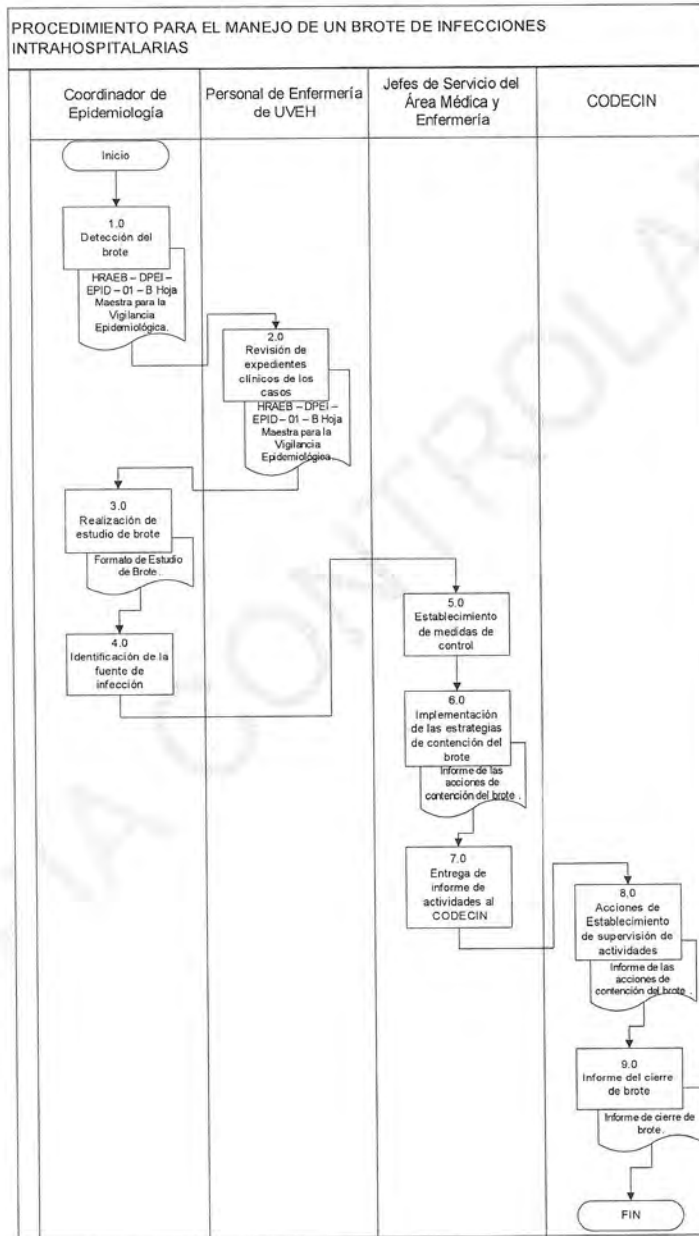 PROCEDIMIENTO PARA EL MANEJO DE UN BROTE DE INFECCIONES
INTRAHOSPITALARIAS
Coordinador de
Epidemiología
Personal de Enfermería
de UVEH
Jefes de Servicio del
Área Médica y
Enfermería
CODECIN
Inicio
1.0
Detección del
brote
HRAEB – DPEI –
EPID – 01 – B Hoja
Maestra para la
Vigilancia
Epidemiológica.
2.0
Revisión de
expedientes
clínicos de los
casos
HRAEB – DPEI –
EPID – 01 – B Hoja
Maestra para la
Vigilancia
Epidemiológica.
3.0
Realización de
estudio de brote
Formato de Estudio
de Brote .
4.0
Identificación de la
fuente de
infección
5.0
Establecimiento
de medidas de
control
6.0
Implementación
de las estrategias
de contención del
brote
Informe de las
acciones de
contención del brote .
7.0
Entrega de
informe de
actividades al
CODECIN
8.0
Acciones de
Establecimiento
de supervisión de
actividades
Informe de las
acciones de
contención del brote .
9.0
Informe del cierre
de brote
Informe de cierre de
brote .
FIN
IA CONTROLA